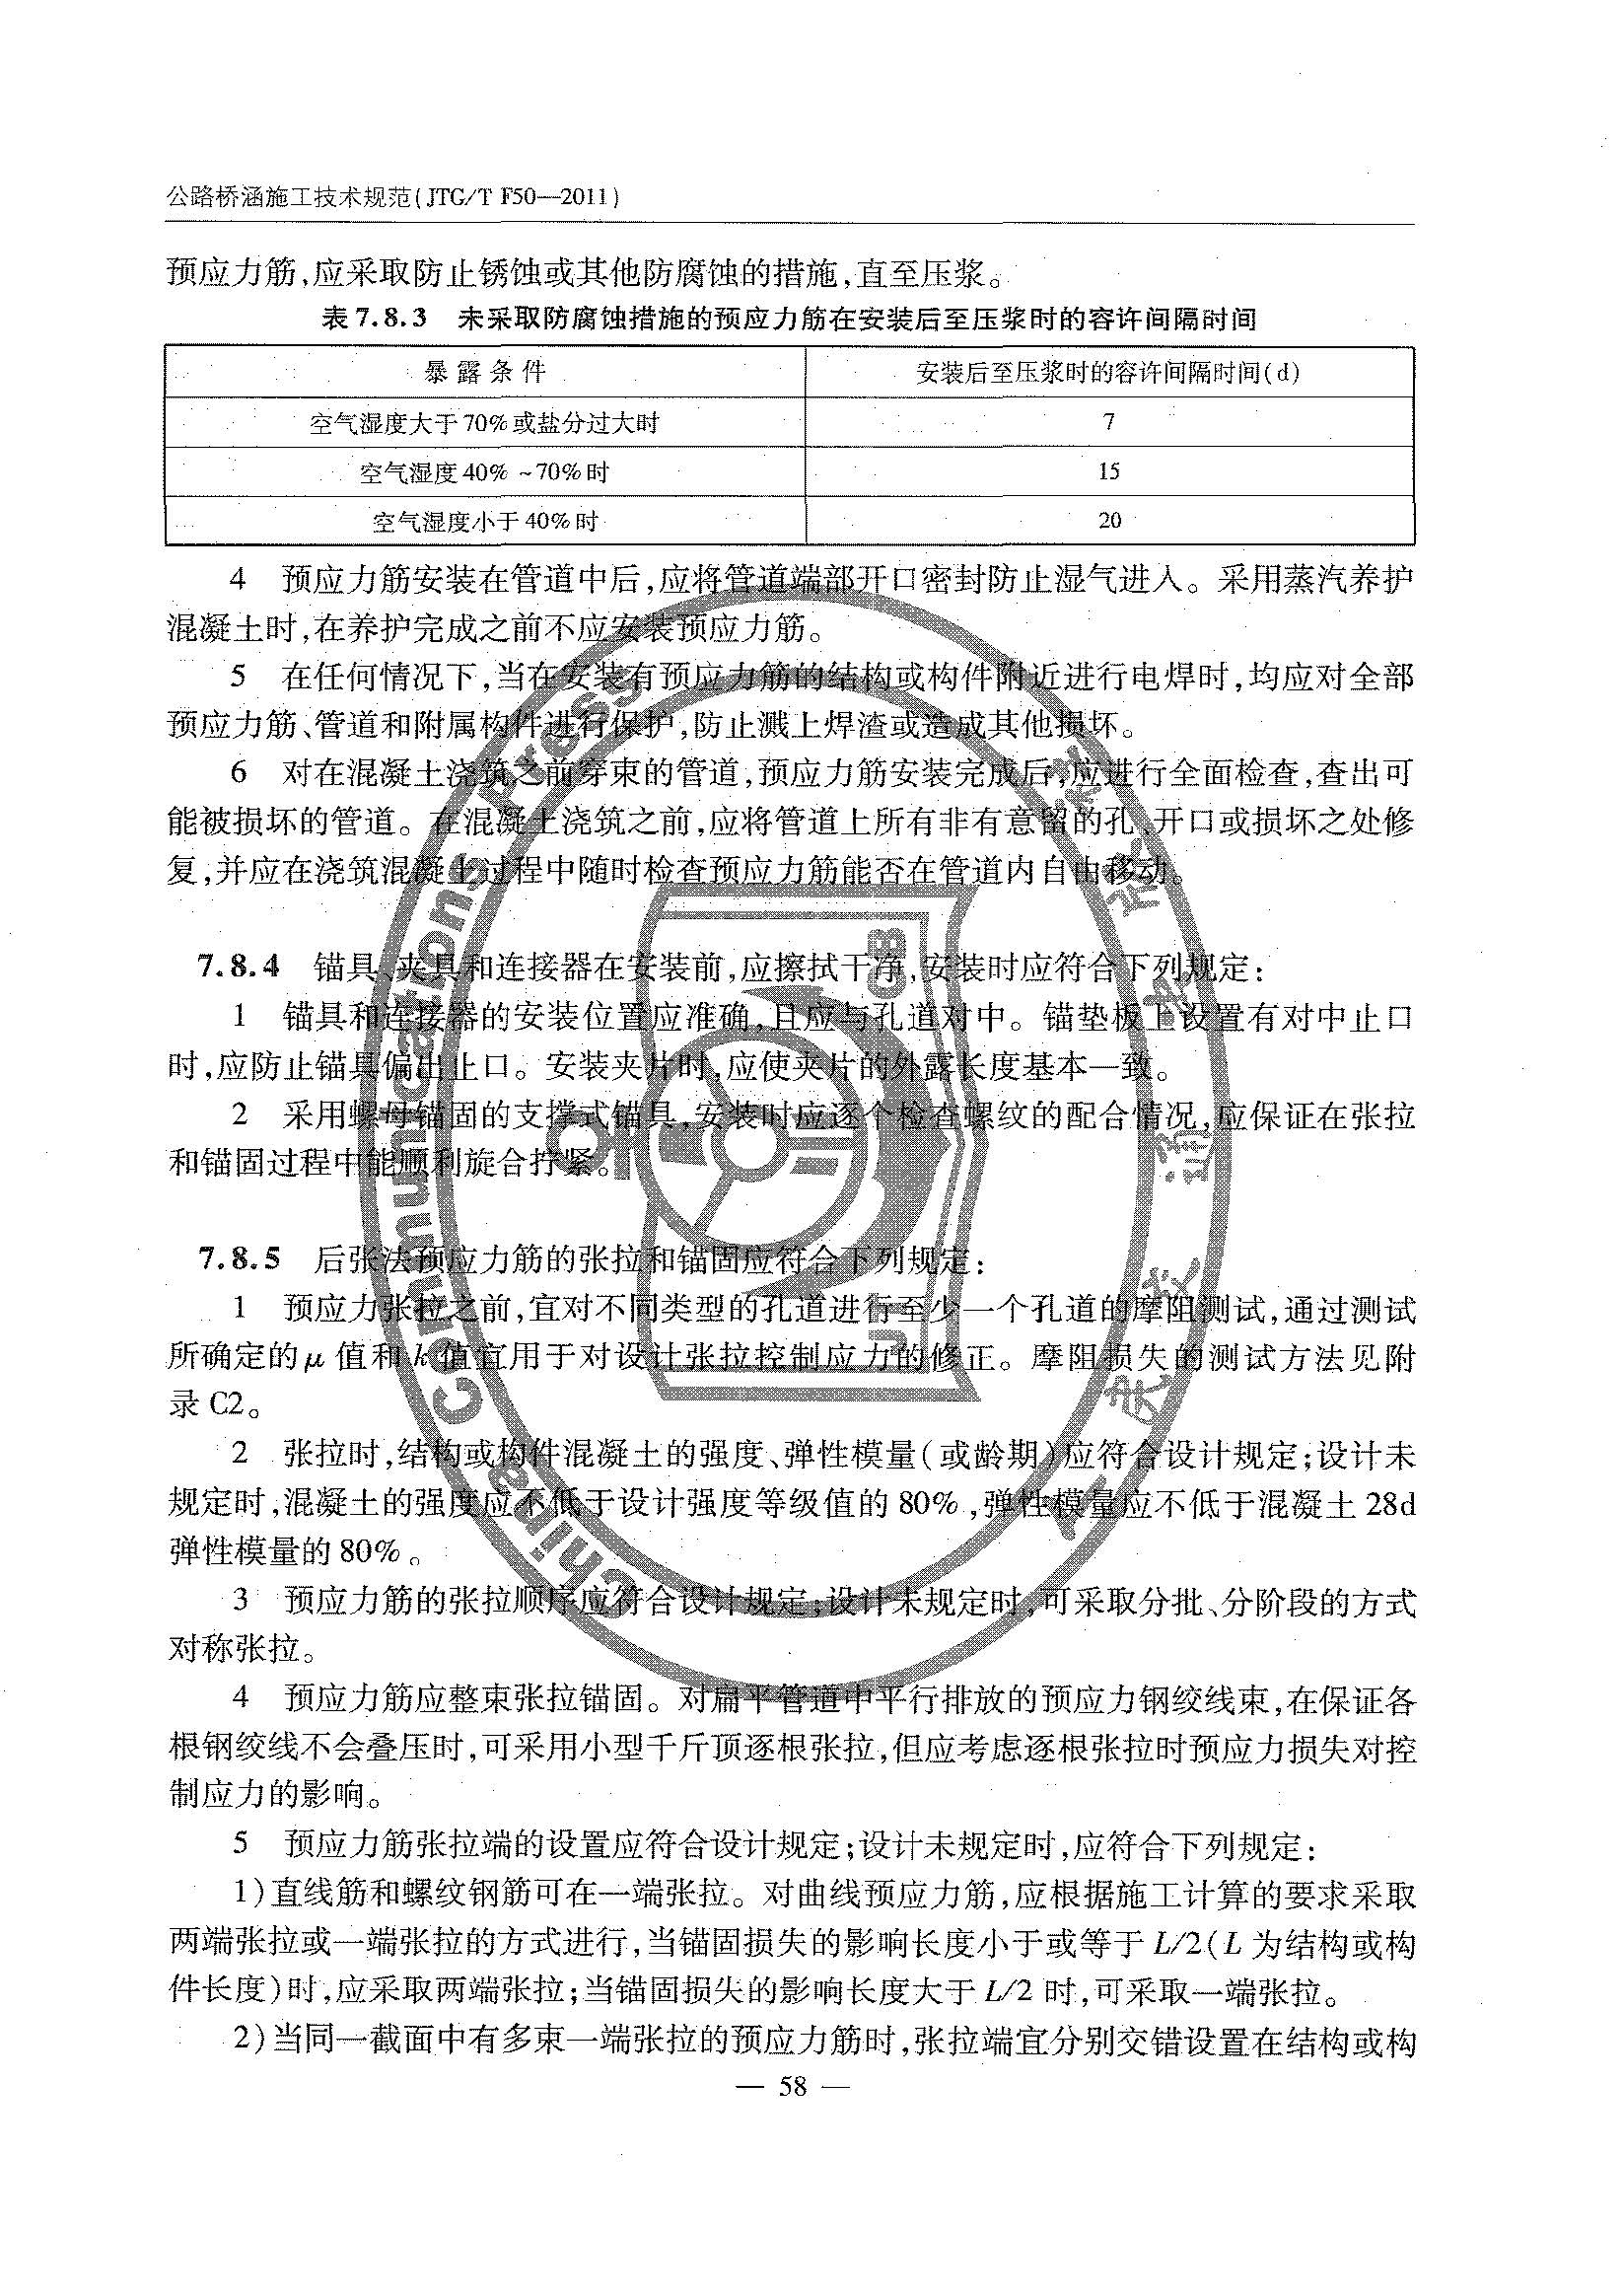 公路桥涵施工技术规范(JTG/T F50—2011)
预应力筋,应采取防止锈蚀或其他防腐蚀的措施,直至压浆。
表7.8.3 未采取防腐蚀措施的预应力筋在安装后至压浆时的容许间隔时间
暴露条件 安装后至压浆时的容许间隔时间(d)
空气湿度大于70%或盐分过大时 7
空气湿度40%~70%时 15
空气湿度小于40%时 20
4 预应力筋安装在管道中后,应将管道端部开口密封防止湿气进入。采用蒸汽养护
混凝土时,在养护完成之前不应安装预应力筋。
5 在任何情况下,当在安装有预应力筋的结构或构件附近进行电焊时,均应对全部
预应力筋、管道和附属构件进行保护,防止溅上焊渣或造成其他损坏。
6 对在混凝土浇筑之前穿束的管道,预应力筋安装完成后,应进行全面检查,查出可
能被损坏的管道。在混凝土浇筑之前,应将管道上所有非有意留的孔、开口或损坏之处修
复,并应在浇筑混凝土过程中随时检查预应力筋能否在管道内自由移动。
7.8.4 锚具、夹具和连接器在安装前,应擦拭干净,安装时应符合下列规定:
1 锚具和连接器的安装位置应准确,且应与孔道对中。锚垫板上设置有对中止口
时,应防止锚具偏出止口。安装夹片时,应使夹片的外露长度基本一致。
2 采用螺母锚固的支撑式锚具,安装时应逐个检查螺纹的配合情况,应保证在张拉
和锚固过程中能顺利旋合拧紧。
7.8.5 后张法预应力筋的张拉和锚固应符合下列规定:
1 预应力张拉之前,宜对不同类型的孔道进行至少一个孔道的摩阻测试,通过测试
所确定的μ值和k值宜用于对设计张拉控制应力的修正。摩阻损失的测试方法见附
录C2。
2 张拉时,结构或构件混凝土的强度、弹性模量(或龄期)应符合设计规定;设计未
规定时,混凝土的强度应不低于设计强度等级值的80%,弹性模量应不低于混凝土28d
弹性模量的80%。
3 预应力筋的张拉顺序应符合设计规定;设计未规定时,可采取分批、分阶段的方式
对称张拉。
4 预应力筋应整束张拉锚固。对扁平管道中平行排放的预应力钢绞线束,在保证各
根钢绞线不会叠压时,可采用小型千斤顶逐根张拉,但应考虑逐根张拉时预应力损失对控
制应力的影响。
5 预应力筋张拉端的设置应符合设计规定;设计未规定时,应符合下列规定:
1)直线筋和螺纹钢筋可在一端张拉。对曲线预应力筋,应根据施工计算的要求采取
两端张拉或一端张拉的方式进行,当锚固损失的影响长度小于或等于L/2(L为结构或构
件长度)时,应采取两端张拉;当锚固损失的影响长度大于L/2时,可采取一端张拉。
2)当同一截面中有多束一端张拉的预应力筋时,张拉端宜分别交错设置在结构或构
— 58 —
China Communications Press